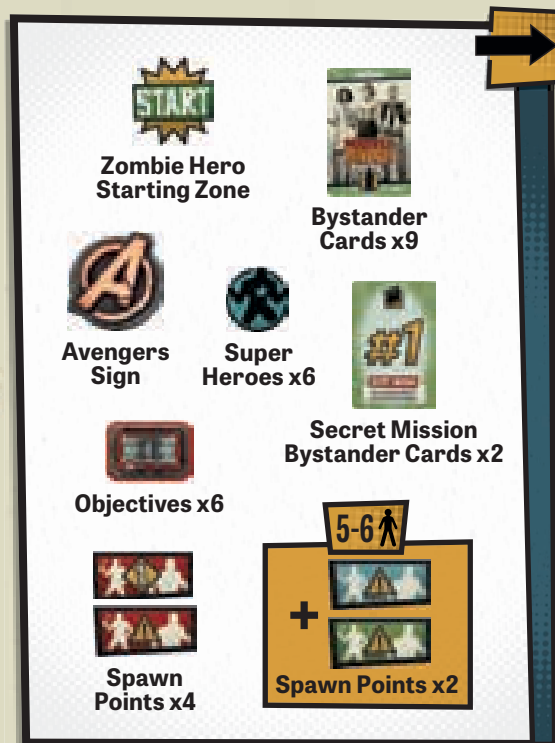 START
Zombie Hero
Starting Zone
Bystander
Cards x9
Avengers
Sign
Super
Heroes x6
#1
Secret Mission
Bystander Cards x2
Objectives x6
5-6
+
Spawn
Points x4
Spawn Points x2